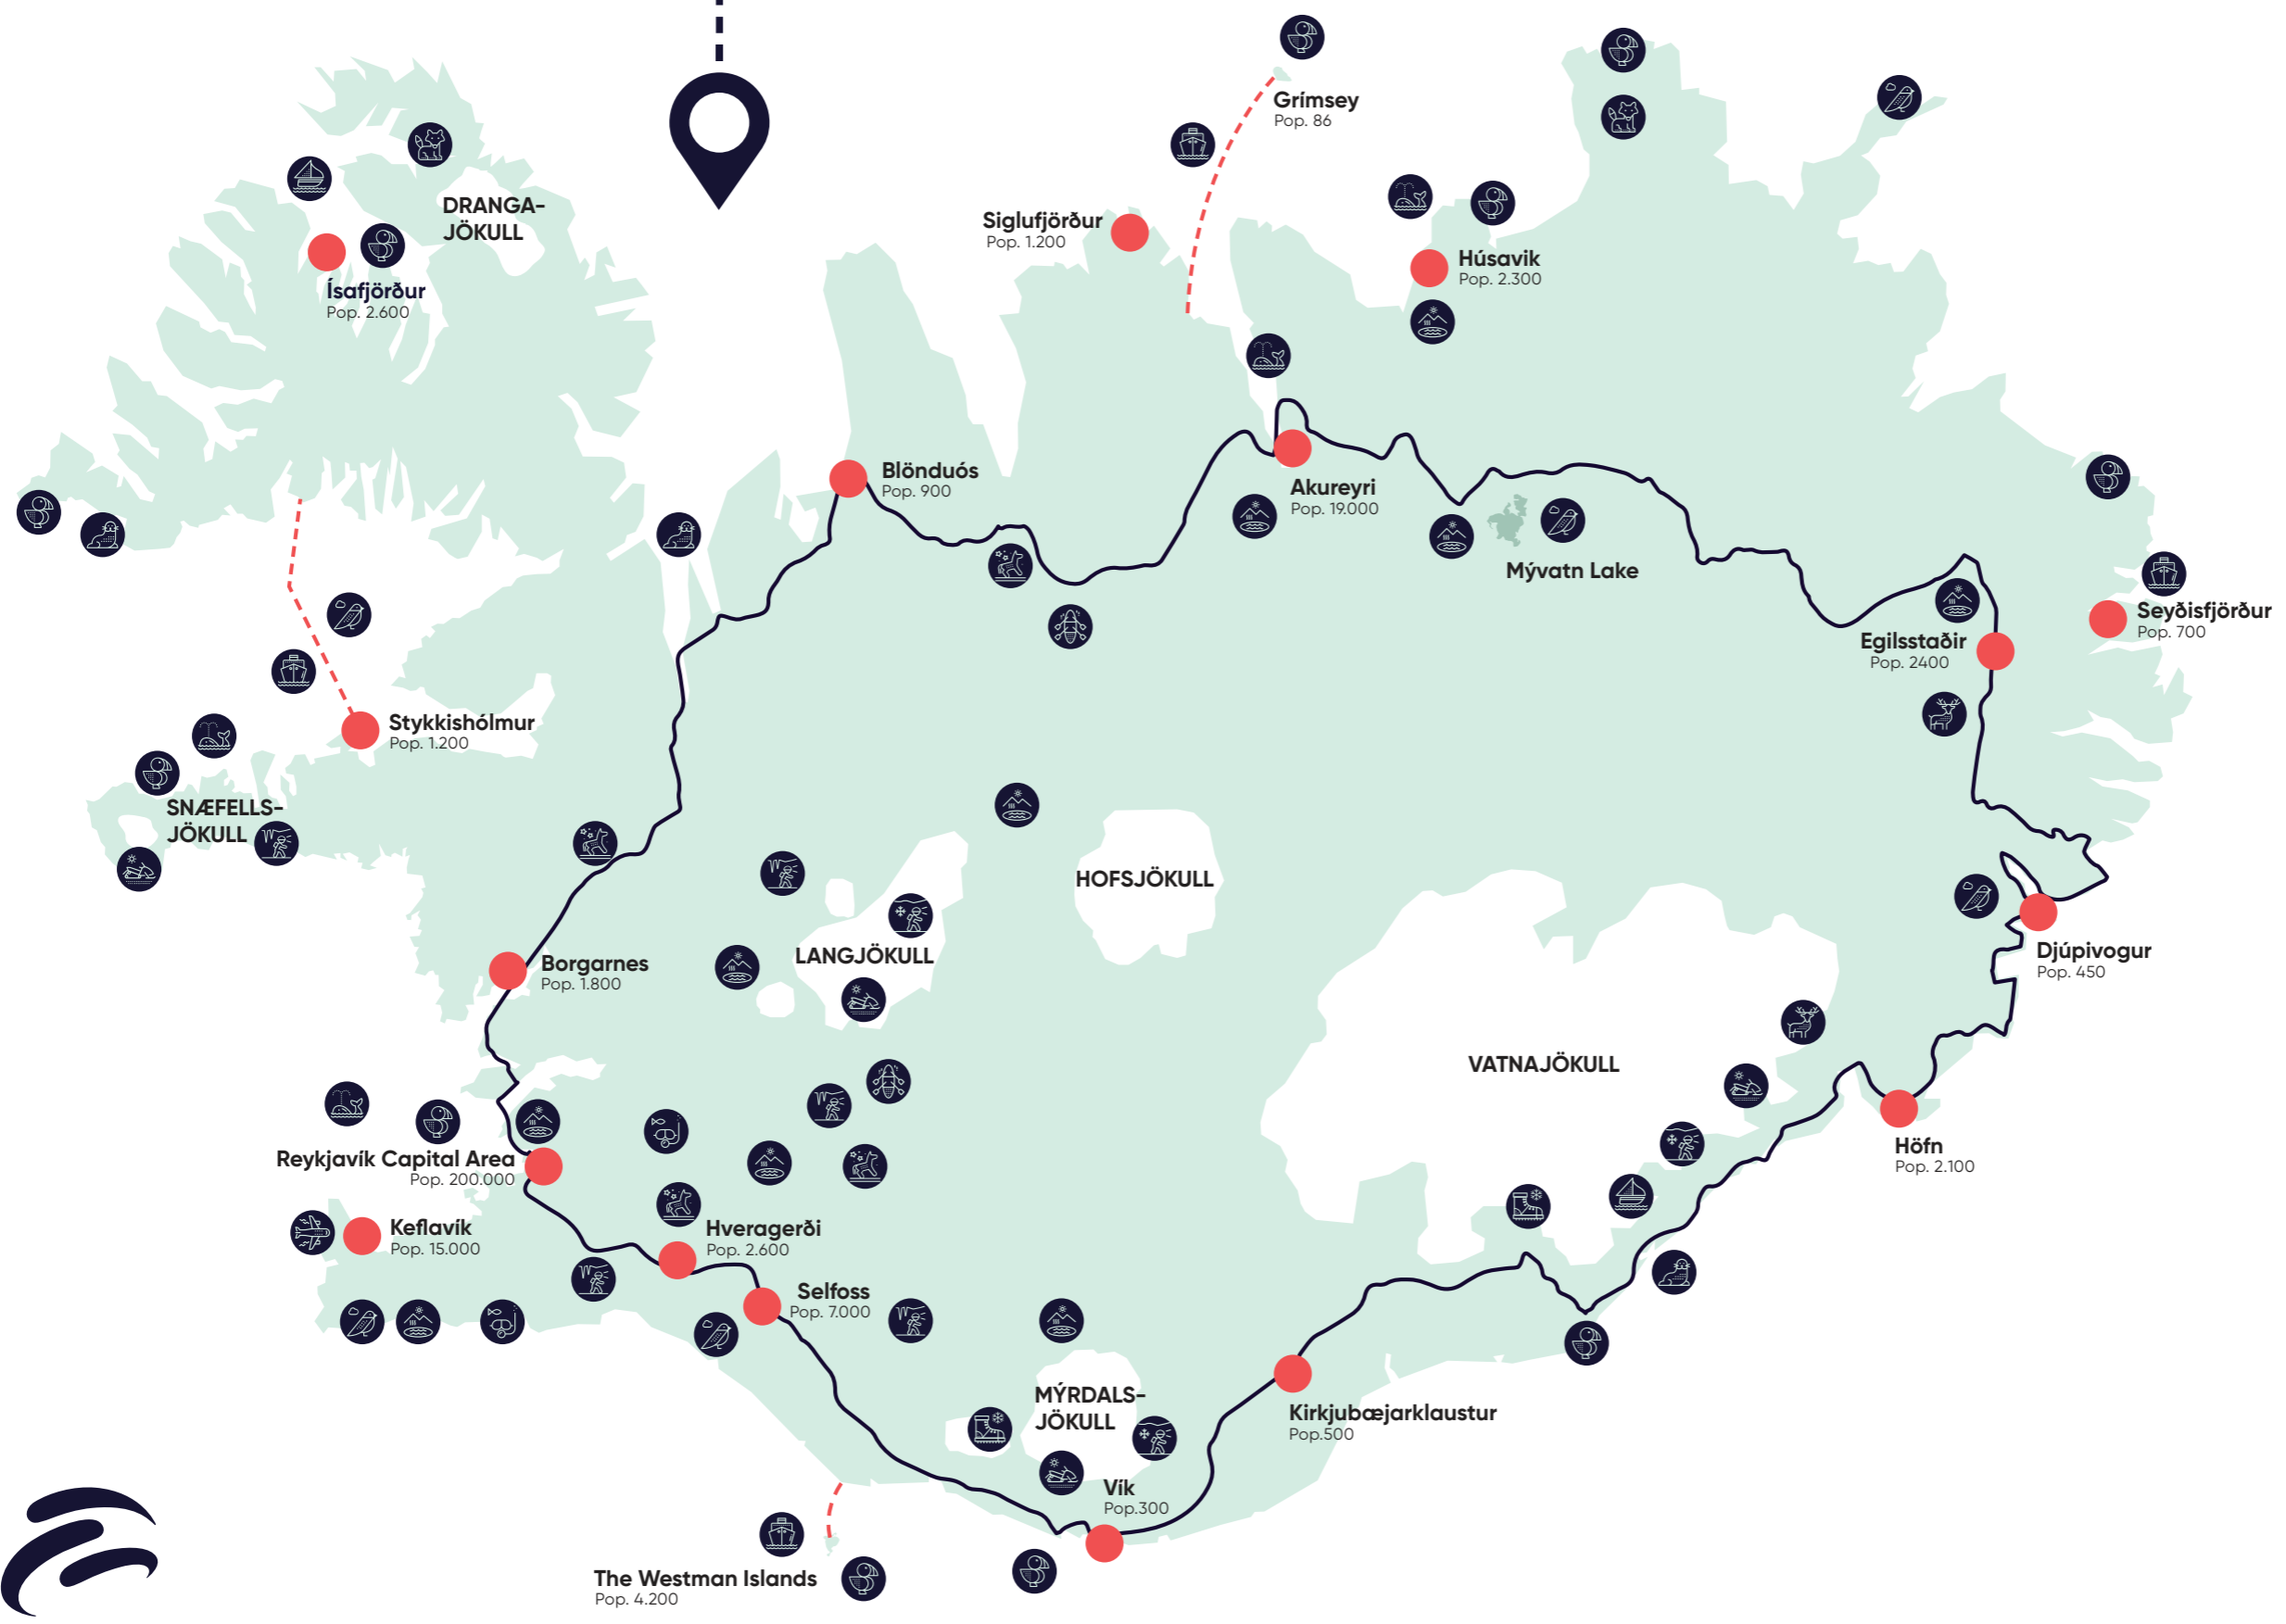 Grímsey
Pop. 86
DRANGA-
JÖKULL
Siglufjörður
Pop. 1.200
Húsavik
Pop. 2.300
Ísafjörður
Pop. 2.600
Blönduós
Pop. 900
Akureyri
Pop. 19.000
Mývatn Lake
Seyðisfjörður
Pop. 700
Egilsstaðir
Pop. 2400
Stykkishólmur
Pop. 1.200
SNÆFELLS-
JÖKULL
HOFSJÖKULL
LANGJÖKULL
Borgarnes
Pop. 1.800
Djúpivogur
Pop. 450
VATNAJÖKULL
Höfn
Pop. 2.100
Reykjavík Capital Area
Pop. 200.000
Keflavík
Pop. 15.000
Hveragerði
Pop. 2.600
Selfoss
Pop. 7.000
MÝRDALS-
JÖKULL
Kirkjubæjarklaustur
Pop.500
Vík
Pop.300
The Westman Islands
Pop. 4.200